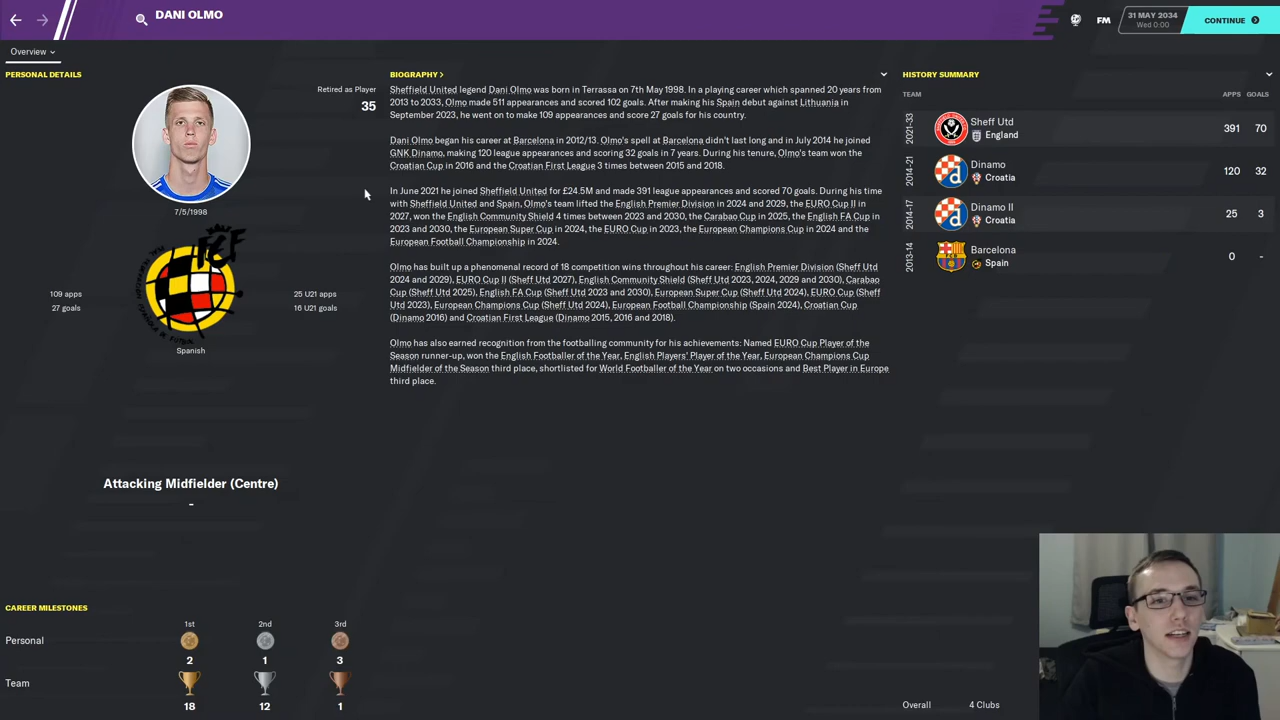 DANI OLMO
FM
31 MAY 2034
Wed 0:00
CONTINUE
Overview
PERSONAL DETAILS
Retired as Player
35
7/5/1998
109 apps
27 goals
25 U21 apps
16 U21 goals
Spanish
Attacking Midfielder (Centre)
-
CAREER MILESTONES
1st 2nd 3rd
Personal
2 1 3
Team
18 12 1
BIOGRAPHY >
Sheffield United legend Dani Olmo was born in Terrassa on 7th May 1998. In a playing career which spanned 20 years from
2013 to 2033, Olmo made 511 appearances and scored 102 goals. After making his Spain debut against Lithuania in
September 2023, he went on to make 109 appearances and score 27 goals for his country.
Dani Olmo began his career at Barcelona in 2012/13. Olmo's spell at Barcelona didn't last long and in July 2014 he joined
GNK Dinamo, making 120 league appearances and scoring 32 goals in 7 years. During his tenure, Olmo's team won the
Croatian Cup in 2016 and the Croatian First League 3 times between 2015 and 2018.
In June 2021 he joined Sheffield United for £24.5M and made 391 league appearances and scored 70 goals. During his time
with Sheffield United and Spain, Olmo's team lifted the English Premier Division in 2024 and 2029, the EURO Cup II in
2027, won the English Community Shield 4 times between 2023 and 2030, the Carabao Cup in 2025, the English FA Cup in
2023 and 2030, the European Super Cup in 2024, the EURO Cup in 2023, the European Champions Cup in 2024 and the
European Football Championship in 2024.
Olmo has built up a phenomenal record of 18 competition wins throughout his career: English Premier Division (Sheff Utd
2024 and 2029), EURO Cup II (Sheff Utd 2027), English Community Shield (Sheff Utd 2023, 2024, 2029 and 2030), Carabao
Cup (Sheff Utd 2025), English FA Cup (Sheff Utd 2023 and 2030), European Super Cup (Sheff Utd 2024), EURO Cup (Sheff
Utd 2023), European Champions Cup (Sheff Utd 2024), European Football Championship (Spain 2024), Croatian Cup
(Dinamo 2016) and Croatian First League (Dinamo 2015, 2016 and 2018).
Olmo has also earned recognition from the footballing community for his achievements: Named EURO Cup Player of the
Season runner-up, won the English Footballer of the Year, English Players' Player of the Year, European Champions Cup
Midfielder of the Season third place, shortlisted for World Footballer of the Year on two occasions and Best Player in Europe
third place.
HISTORY SUMMARY
TEAM APPS GOALS
2021-33 Sheff Utd 391 70
England
2014-21 Dinamo 120 32
Croatia
2014-17 Dinamo II 25 3
Croatia
2013-14 Barcelona 0 -
Spain
Overall 4 Clubs